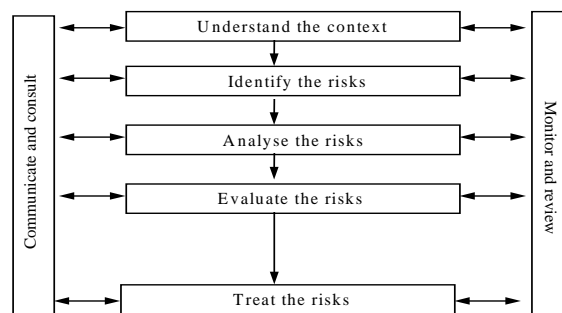 Understand the context
Identify the risks
Analyse the risks
Evaluate the risks
Treat the risks
Communicate and consult
Monitor and review